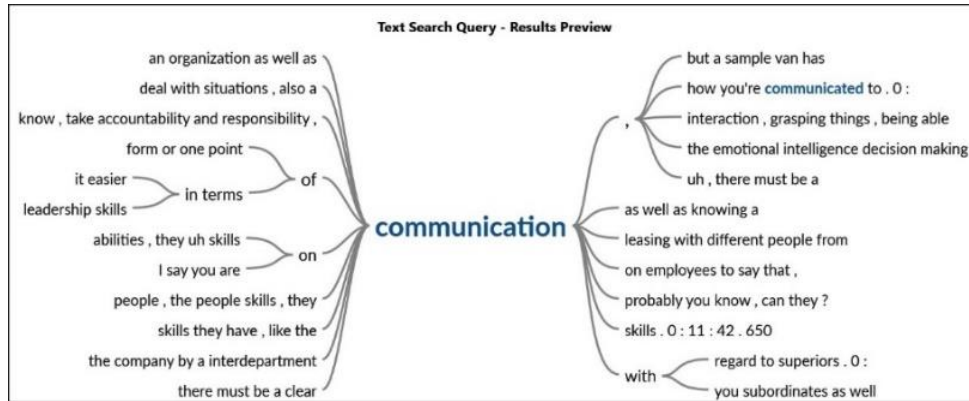 Text Search Query - Results Preview
an organization as well as
deal with situations , also a
know , take accountability and responsibility ,
form or one point
it easier
leadership skills
in terms
of
abilities , they uh skills
I say you are
on
people , the people skills , they
skills they have , like the
the company by a interdepartment
there must be a clear
communication
,
but a sample van has
how you're communicated to . 0 :
interaction , grasping things , being able
the emotional intelligence decision making
uh , there must be a
as well as knowing a
leasing with different people from
on employees to say that ,
probably you know , can they ?
skills . 0 : 11 : 42 . 650
with
regard to superiors . 0 :
you subordinates as well